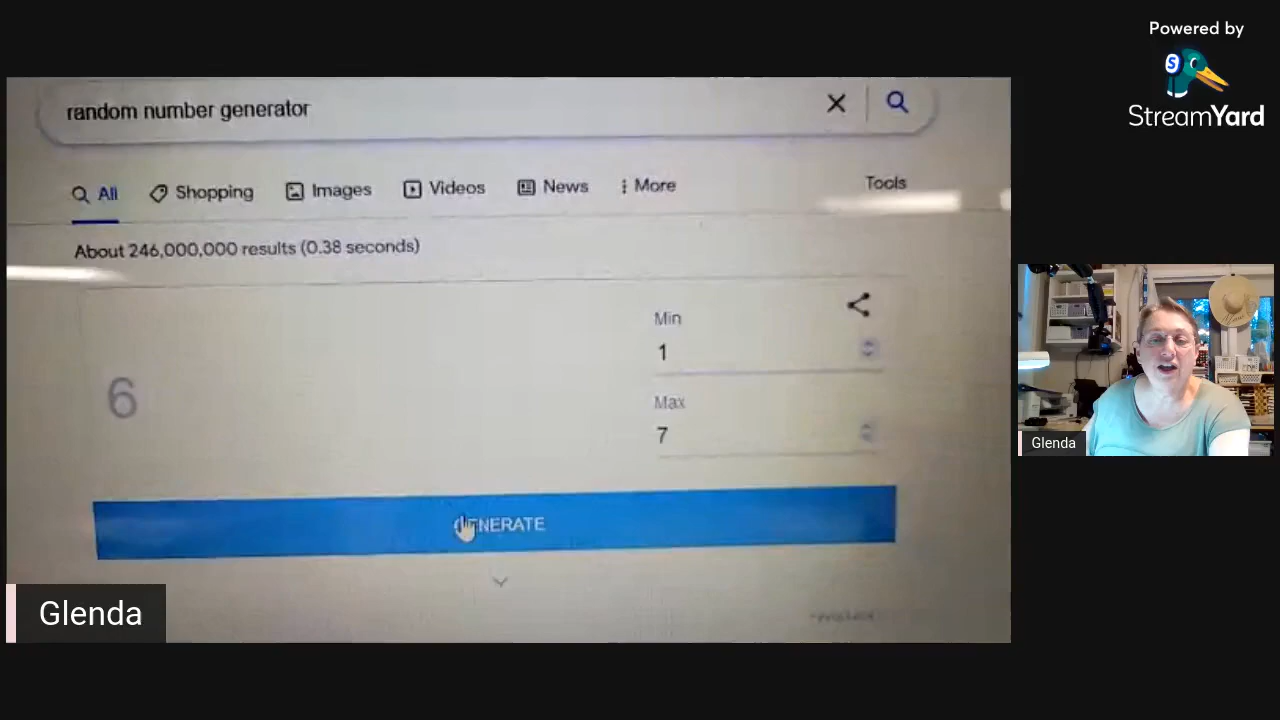 Powered by
StreamYard
random number generator
All Shopping Images Videos News More Tools
About 246,000,000 results (0.38 seconds)
Min
1
6
Max
7
GENERATE
Glenda
Glenda